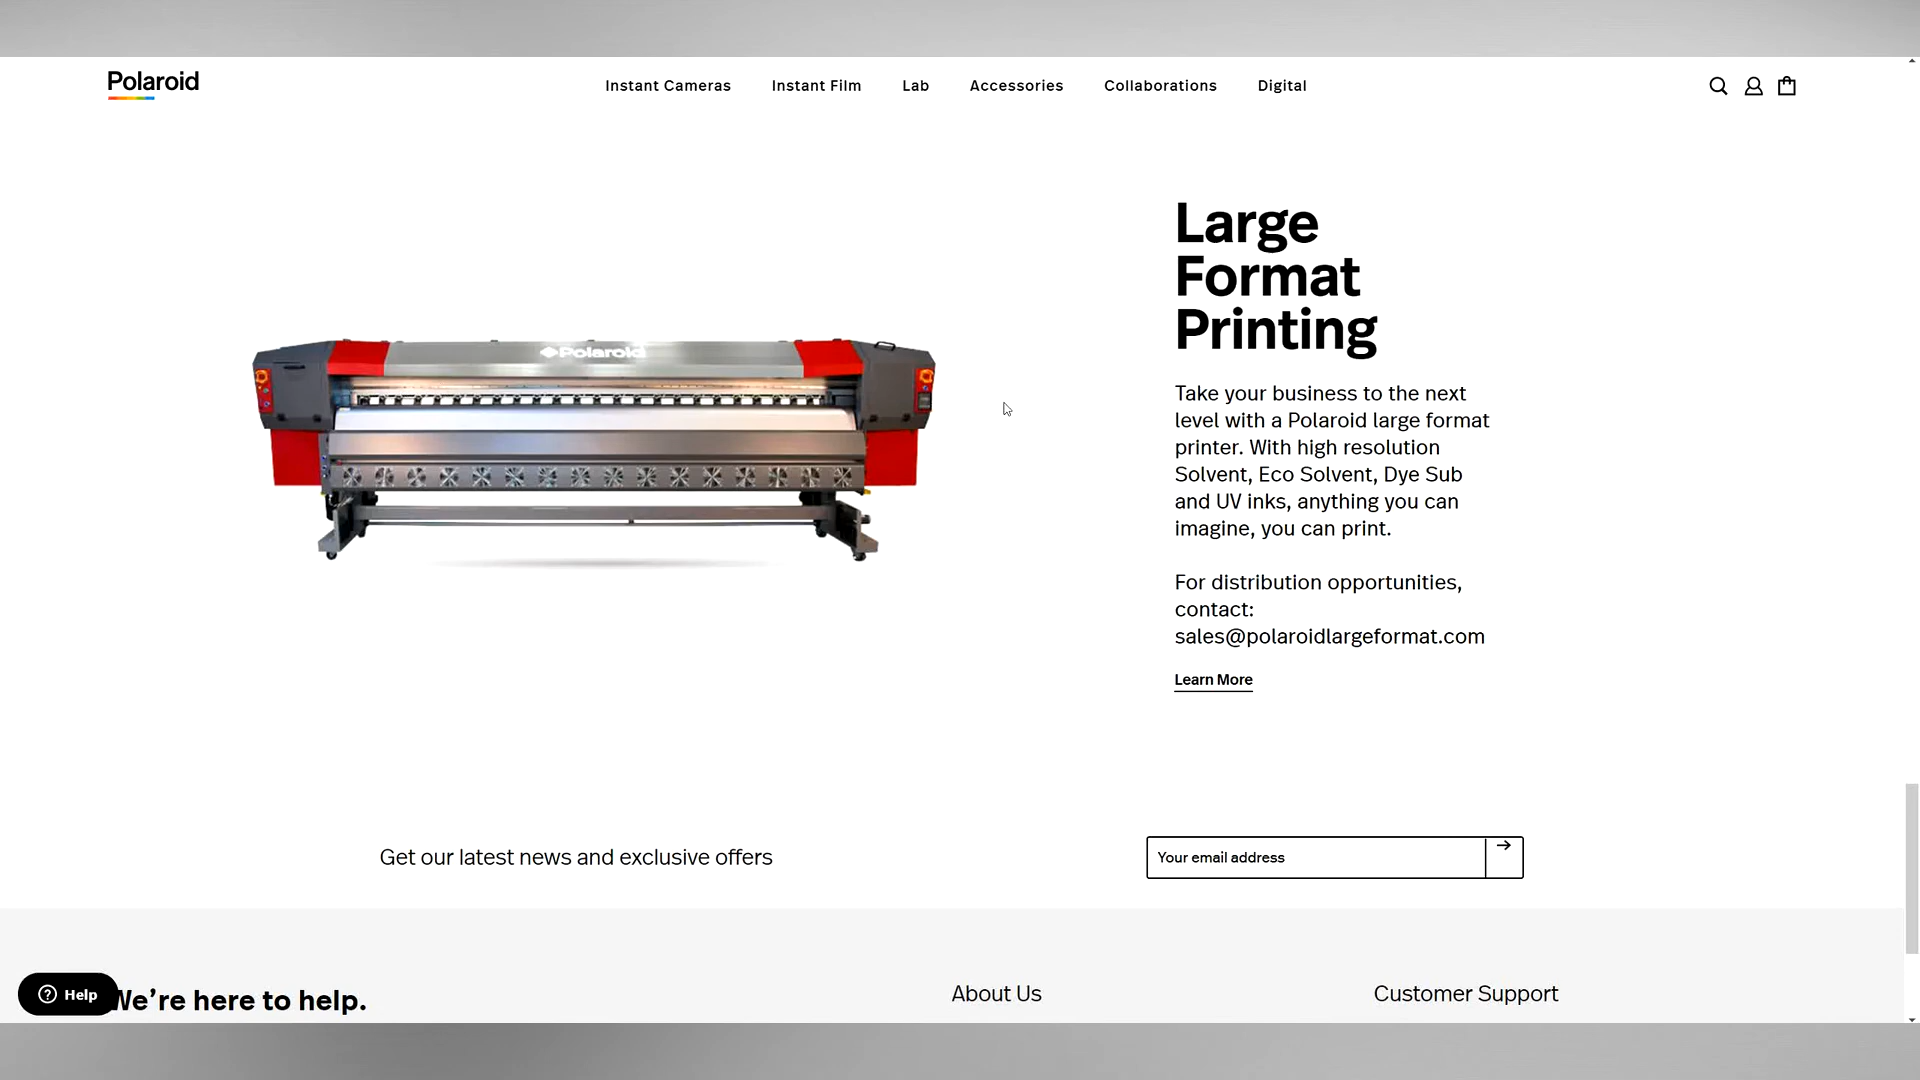 Polaroid
Instant Cameras
Instant Film
Lab
Accessories
Collaborations
Digital
Polaroid
Large
Format
Printing
Take your business to the next
level with a Polaroid large format
printer. With high resolution
Solvent, Eco Solvent, Dye Sub
and UV inks, anything you can
imagine, you can print.
For distribution opportunities,
contact:
sales@polaroidlargeformat.com
Learn More
Get our latest news and exclusive offers
Your email address
Help
We’re here to help.
About Us
Customer Support